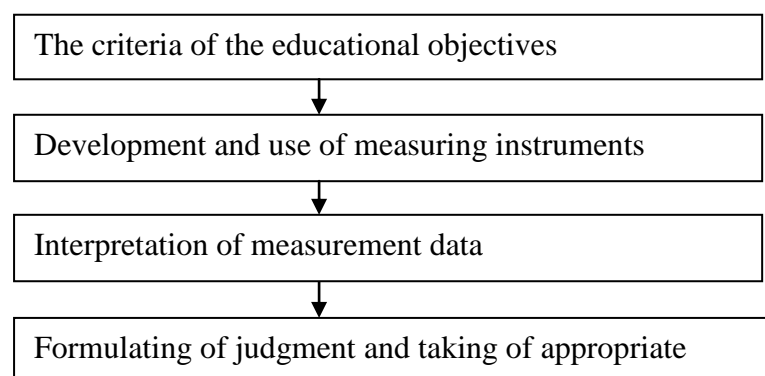 The criteria of the educational objectives
Development and use of measuring instruments
Interpretation of measurement data
Formulating of judgment and taking of appropriate